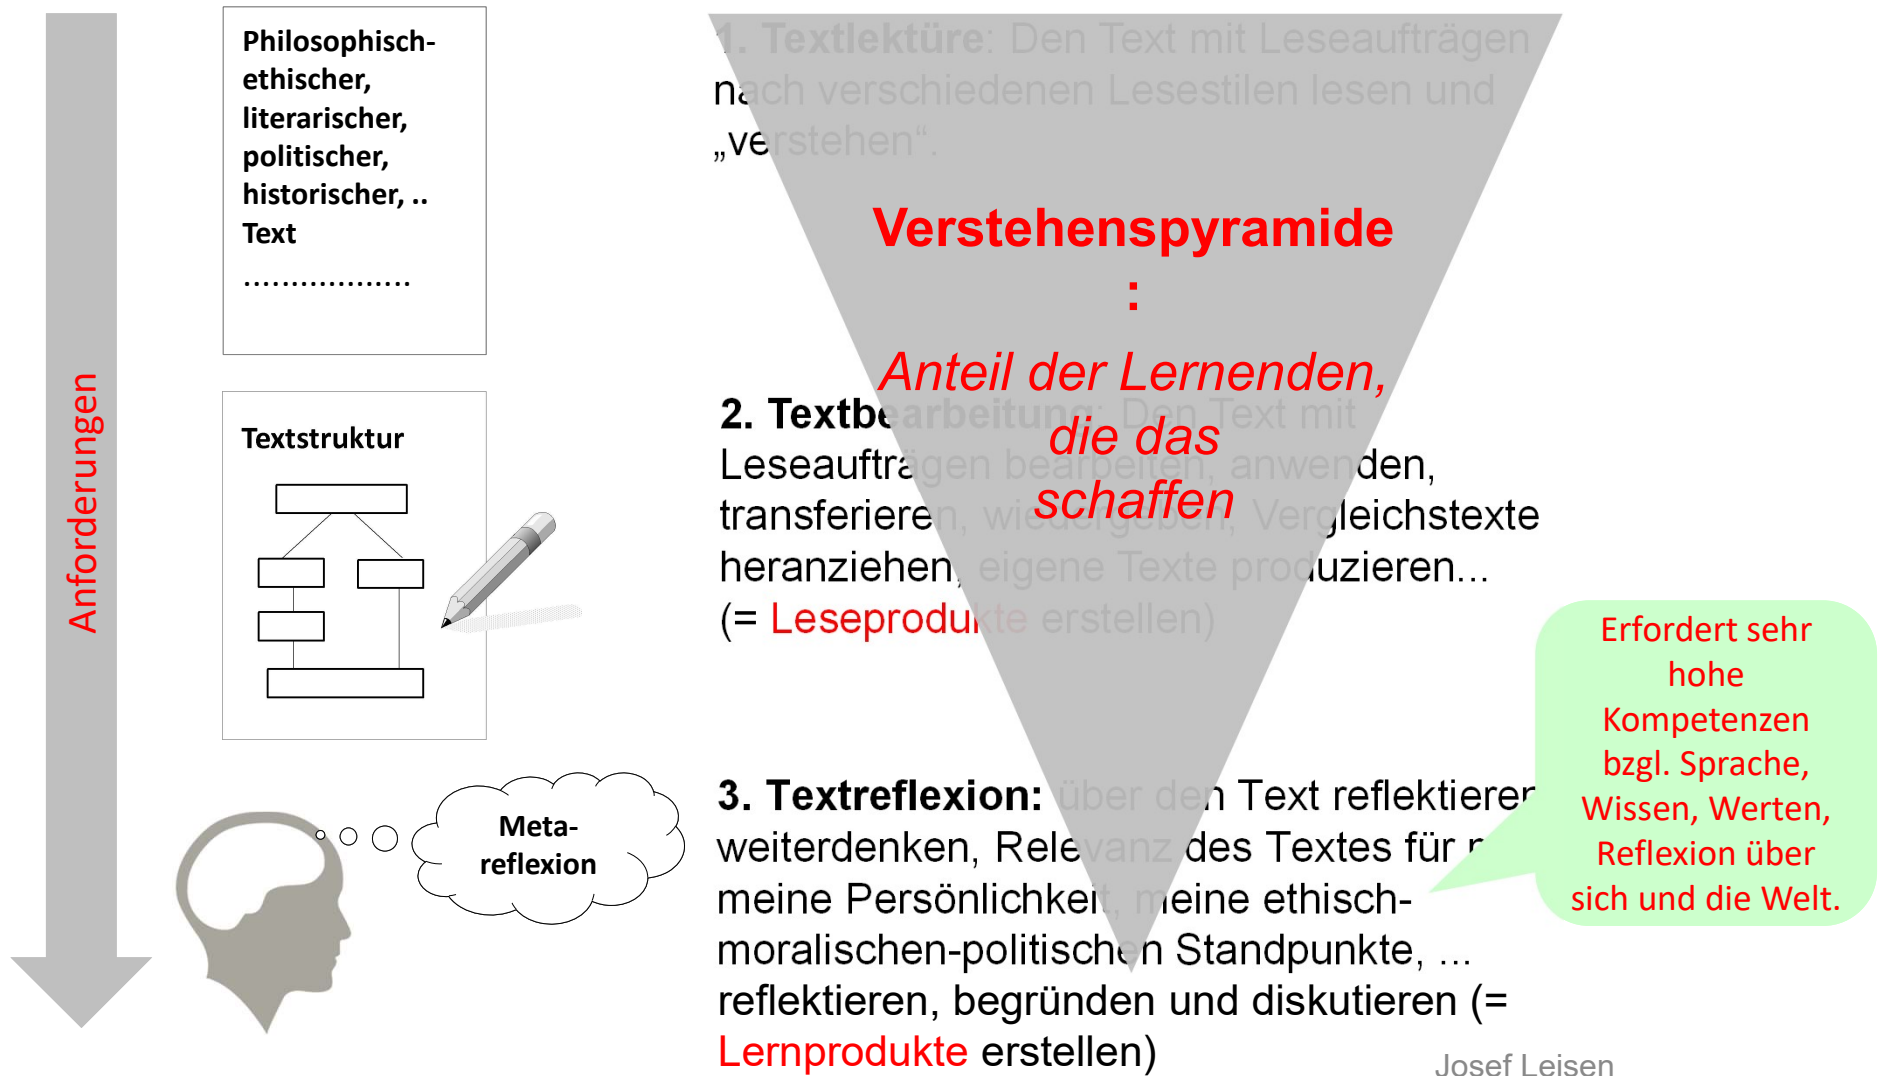 Anforderungen
Philosophisch-
ethischer,
literarischer,
politischer,
historischer, ..
Text
..................
1. Textlektüre: Den Text mit Leseaufträgen
nach verschiedenen Lesestilen lesen und
„verstehen“.
Verstehenspyramide
:
Anteil der Lernenden,
die das
schaffen
Textstruktur
2. Textbearbeitung: Den Text mit
Leseaufträgen bearbeiten, anwenden,
transferieren, wiedergeben, Vergleichstexte
heranziehen, eigene Texte produzieren...
(= Leseprodukte erstellen)
Meta-
reflexion
3. Textreflexion: über den Text reflektieren
weiterdenken, Relevanz des Textes für
meine Persönlichkeit, meine ethisch-
moralischen-politischen Standpunkte, ...
reflektieren, begründen und diskutieren (=
Lernprodukte erstellen)
Erfordert sehr
hohe
Kompetenzen
bzgl. Sprache,
Wissen, Werten,
Reflexion über
sich und die Welt.
Josef Leisen